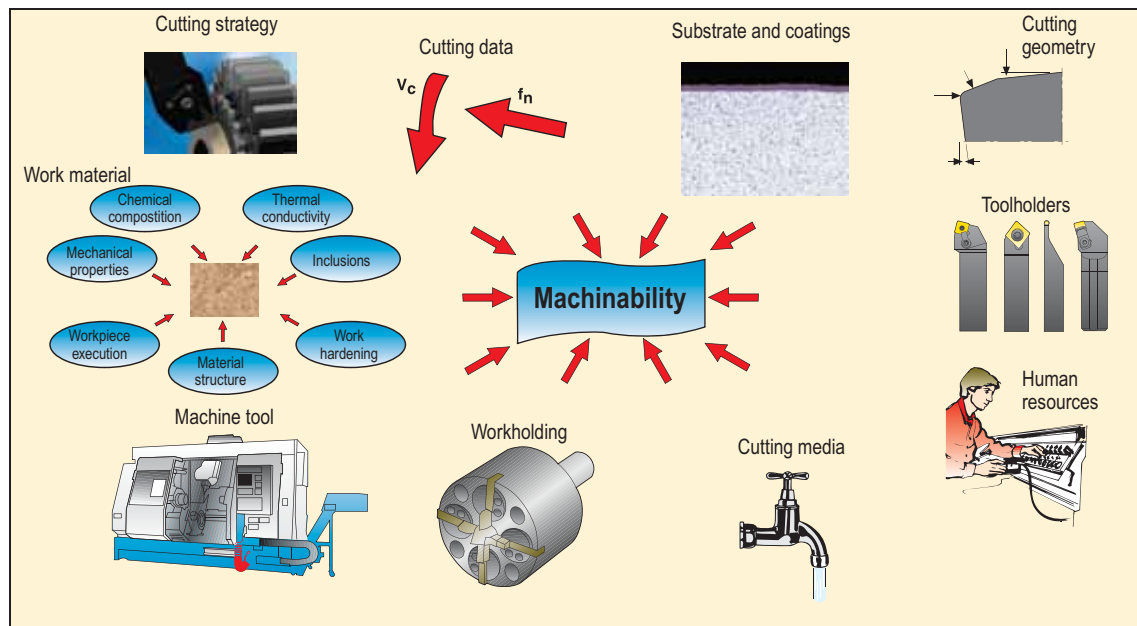 Cutting strategy
Cutting data
Vc
fn
Substrate and coatings
Cutting
geometry
Work material
Chemical
compostition
Thermal
conductivity
Mechanical
properties
Inclusions
Workpiece
execution
Material
structure
Work
hardening
Machinability
Toolholders
Human
resources
Machine tool
Workholding
Cutting media